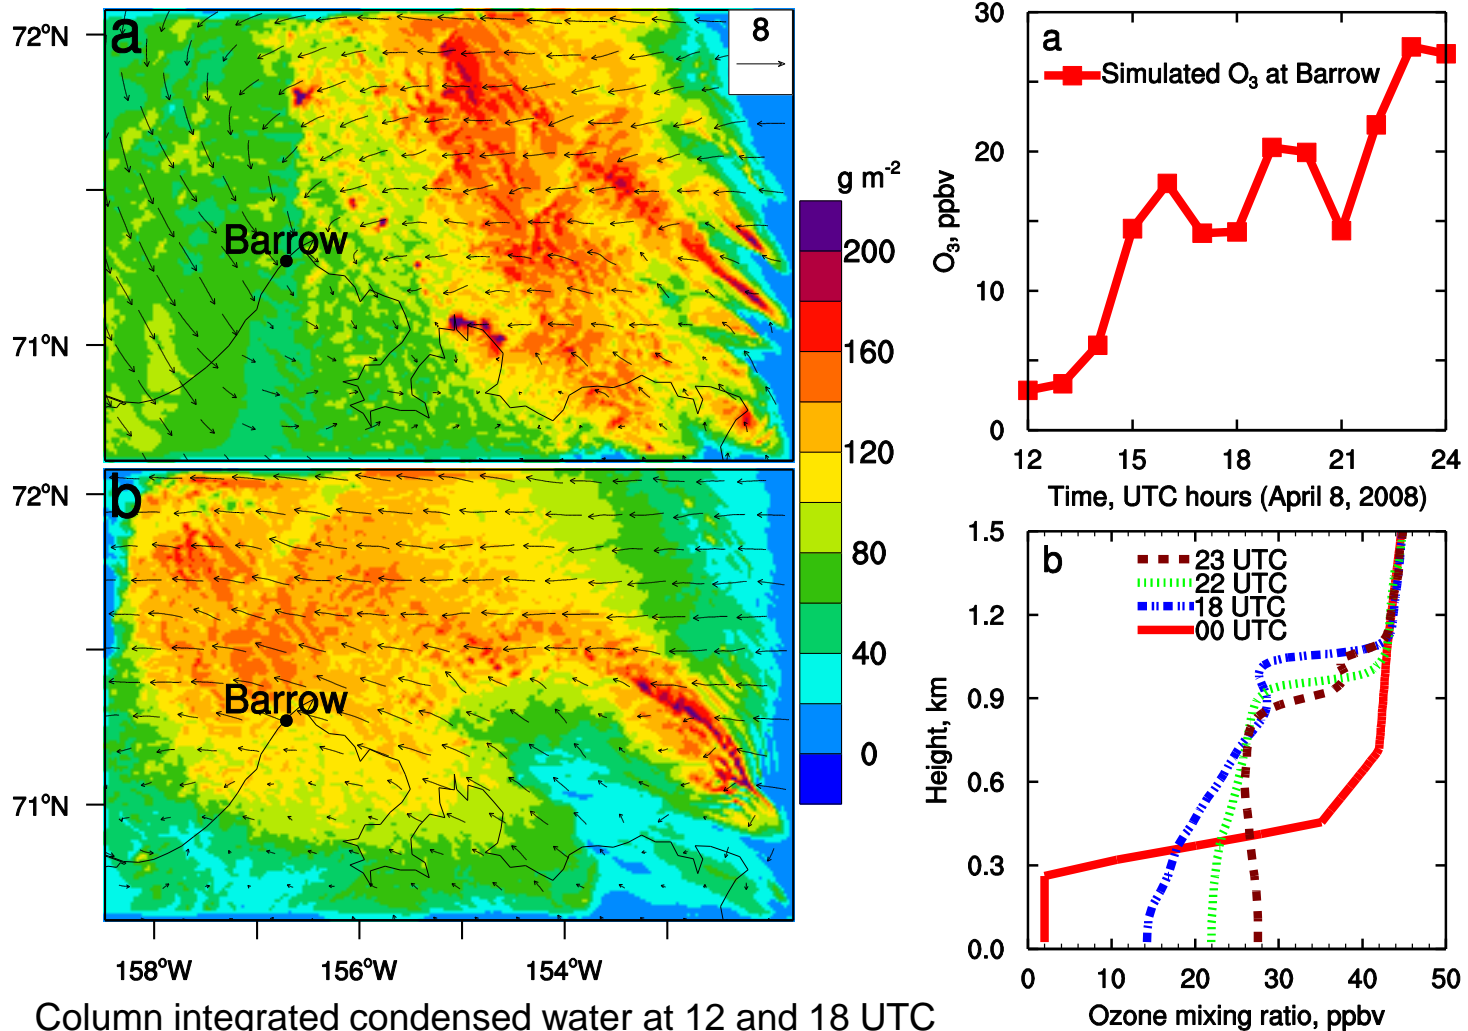 a
8
72°N
Barrow
71°N
b
72°N
Barrow
71°N
158°W
156°W
154°W
g m-2
200
160
120
80
40
0
Column integrated condensed water at 12 and 18 UTC
a
Simulated O3 at Barrow
30
20
10
0
O3, ppbv
12
15
18
21
24
Time, UTC hours (April 8, 2008)
b
23 UTC
22 UTC
18 UTC
00 UTC
1.5
1.2
0.9
0.6
0.3
0.0
Height, km
0
10
20
30
40
50
Ozone mixing ratio, ppbv